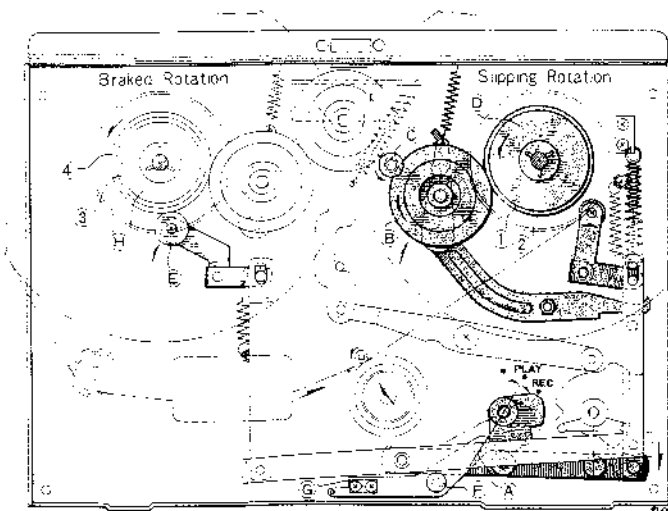 Braked Rotation
Slipping Rotation
D
C
4
3
H
B
1
2
E
PLAY
REC
G
F
A